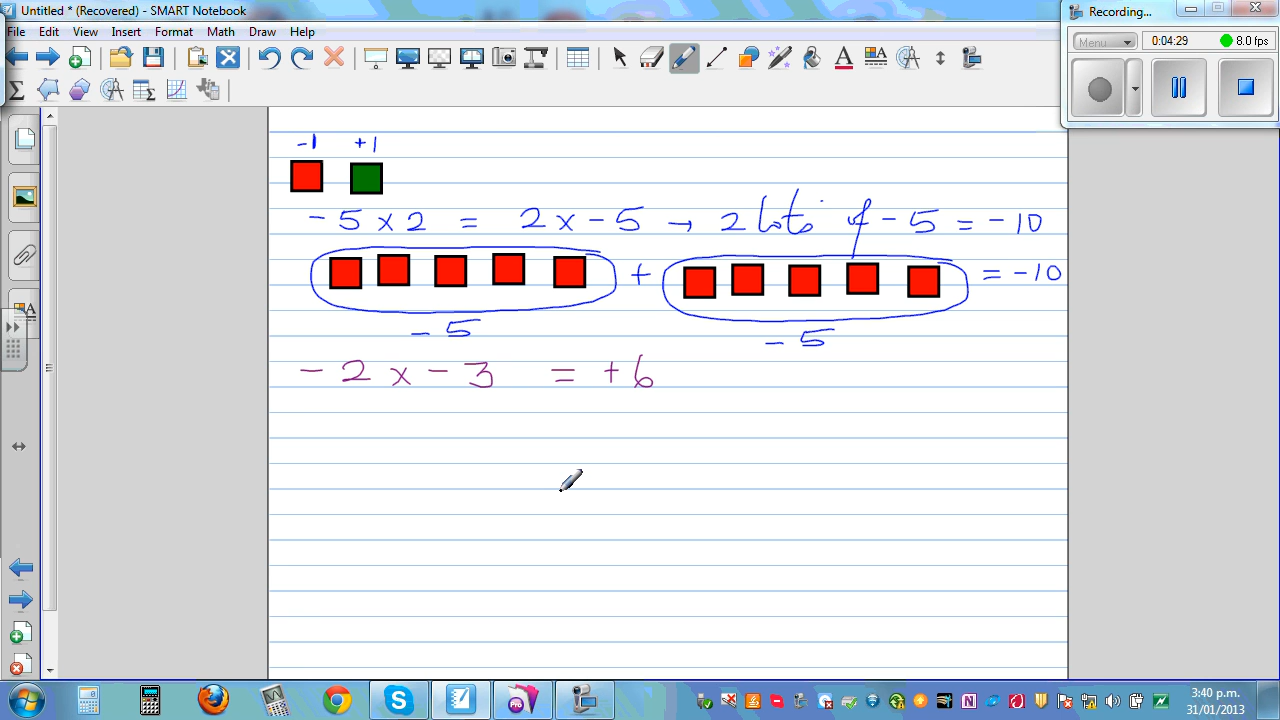 Untitled * (Recovered) - SMART Notebook
File Edit View Insert Format Math Draw Help
Recording...
Menu 0:04:29 8.0 fps
-1 +1
-5 x 2 = 2 x -5 → 2 lots of -5 = -10
+ = -10
-5 -5
-2 x -3 = +6
3:40 p.m.
31/01/2013